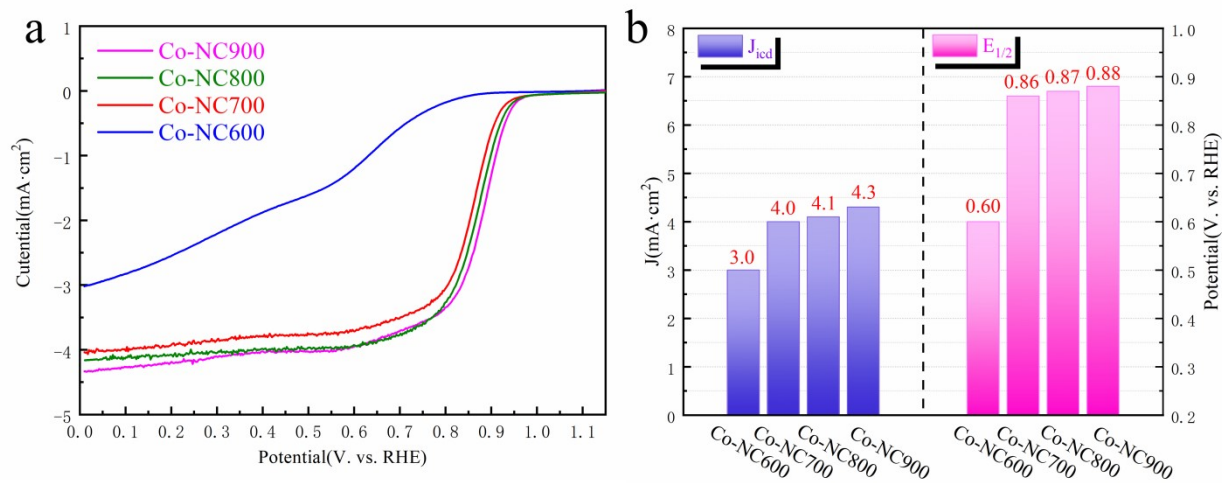 a
Co-NC900
Co-NC800
Co-NC700
Co-NC600
Cutential(mA·cm²)
1
0
−1
−2
−3
−4
−5
0.0 0.1 0.2 0.3 0.4 0.5 0.6 0.7 0.8 0.9 1.0 1.1
Potential(V. vs. RHE)
b
J_icd
E_1/2
J(mA·cm²)
8
7
6
5
4
3
2
1
0
3.0
4.0
4.1
4.3
0.60
0.86
0.87
0.88
Co-NC600
Co-NC700
Co-NC800
Co-NC900
Co-NC600
Co-NC700
Co-NC800
Co-NC900
1.0
0.9
0.8
0.7
0.6
0.5
0.4
0.3
0.2
Potential(V. vs. RHE)